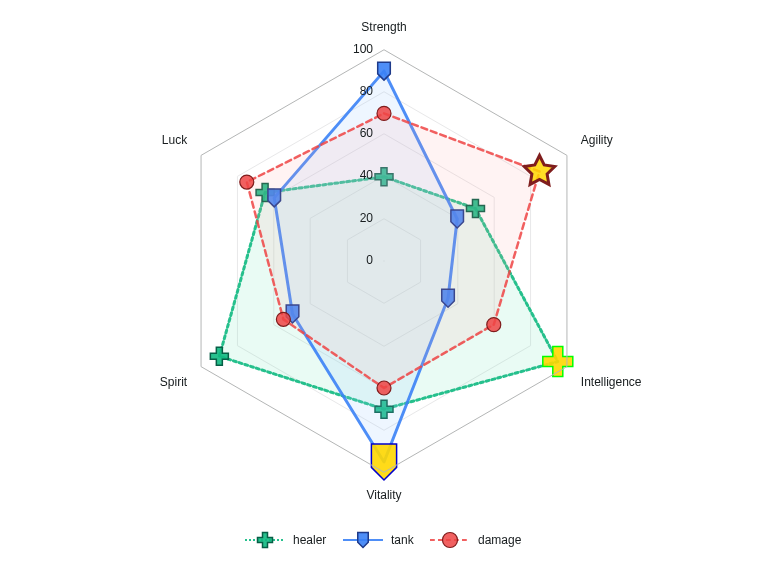 Strength
100
80
Luck
Agility
60
40
20
0
Spirit
Intelligence
Vitality
healer
tank
damage